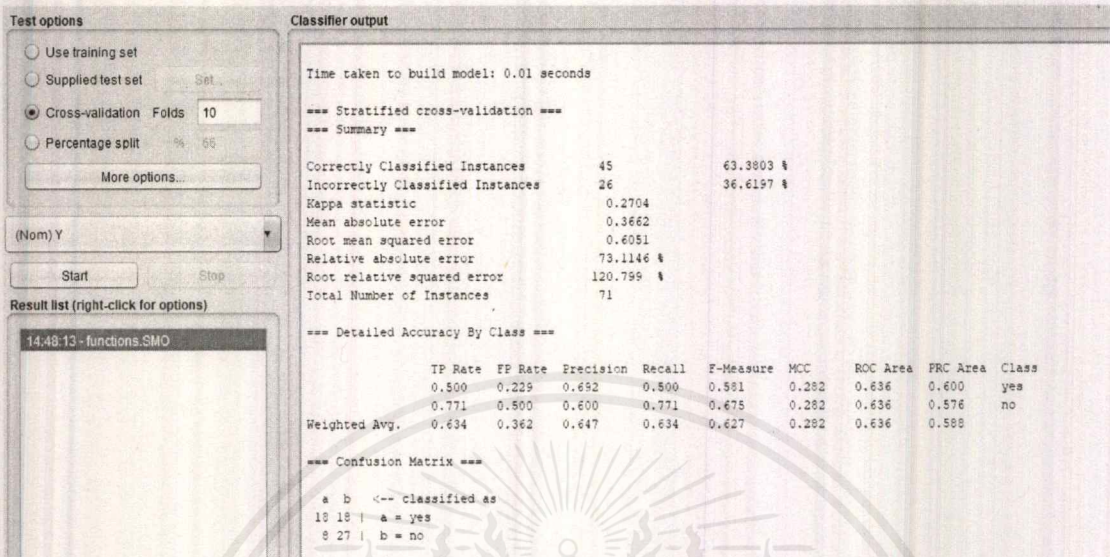 Test options
Use training set
Supplied test set Set...
Cross-validation Folds 10
Percentage split % 66
More options...
(Nom) Y
Start Stop
Result list (right-click for options)
14:48:13 - functions.SMO
Classifier output
Time taken to build model: 0.01 seconds
=== Stratified cross-validation ===
=== Summary ===
Correctly Classified Instances 45 63.3803 %
Incorrectly Classified Instances 26 36.6197 %
Kappa statistic 0.2704
Mean absolute error 0.3662
Root mean squared error 0.6051
Relative absolute error 73.1146 %
Root relative squared error 120.799 %
Total Number of Instances 71
=== Detailed Accuracy By Class ===
TP Rate FP Rate Precision Recall F-Measure MCC ROC Area PRC Area Class
0.500 0.229 0.692 0.500 0.581 0.282 0.636 0.600 yes
0.771 0.500 0.600 0.771 0.675 0.282 0.636 0.576 no
Weighted Avg. 0.634 0.362 0.647 0.634 0.627 0.282 0.636 0.588
=== Confusion Matrix ===
a b <-- classified as
18 18 | a = yes
8 27 | b = no